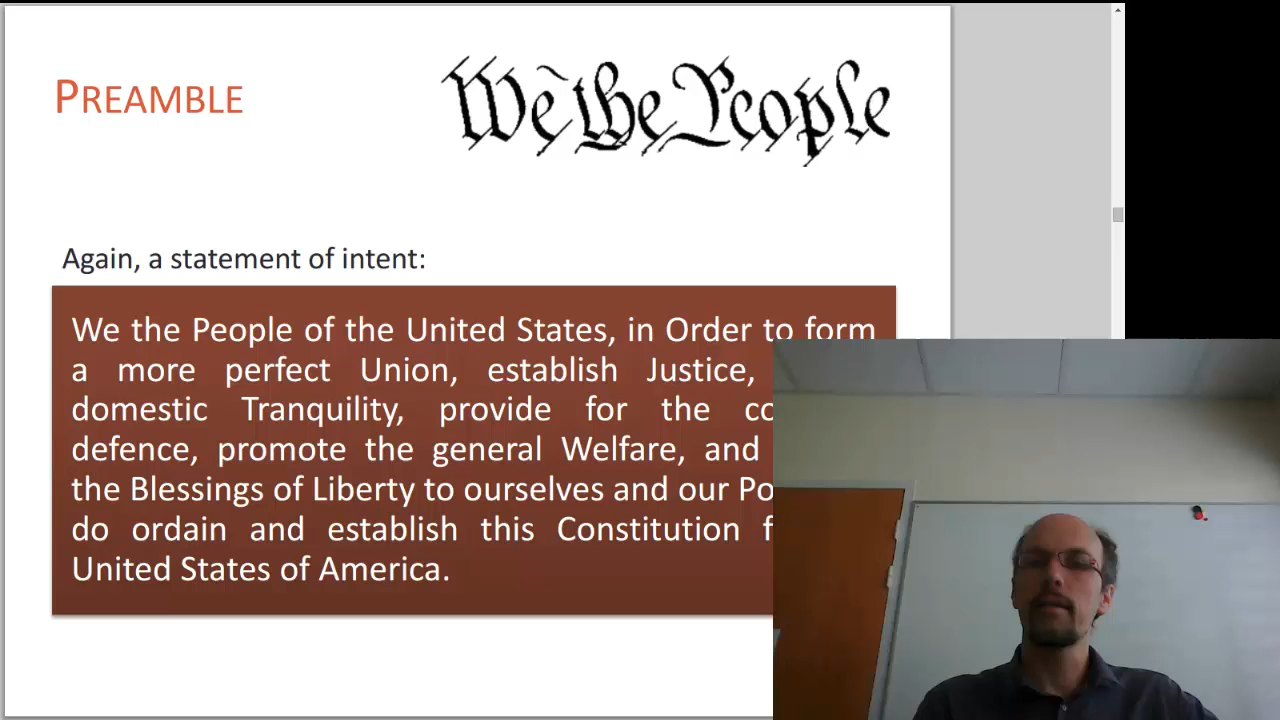 PREAMBLE
We the People
Again, a statement of intent:
We the People of the United States, in Order to form
a more perfect Union, establish Justice,
domestic Tranquility, provide for the
defence, promote the general Welfare, and
the Blessings of Liberty to ourselves and our
do ordain and establish this Constitution
United States of America.